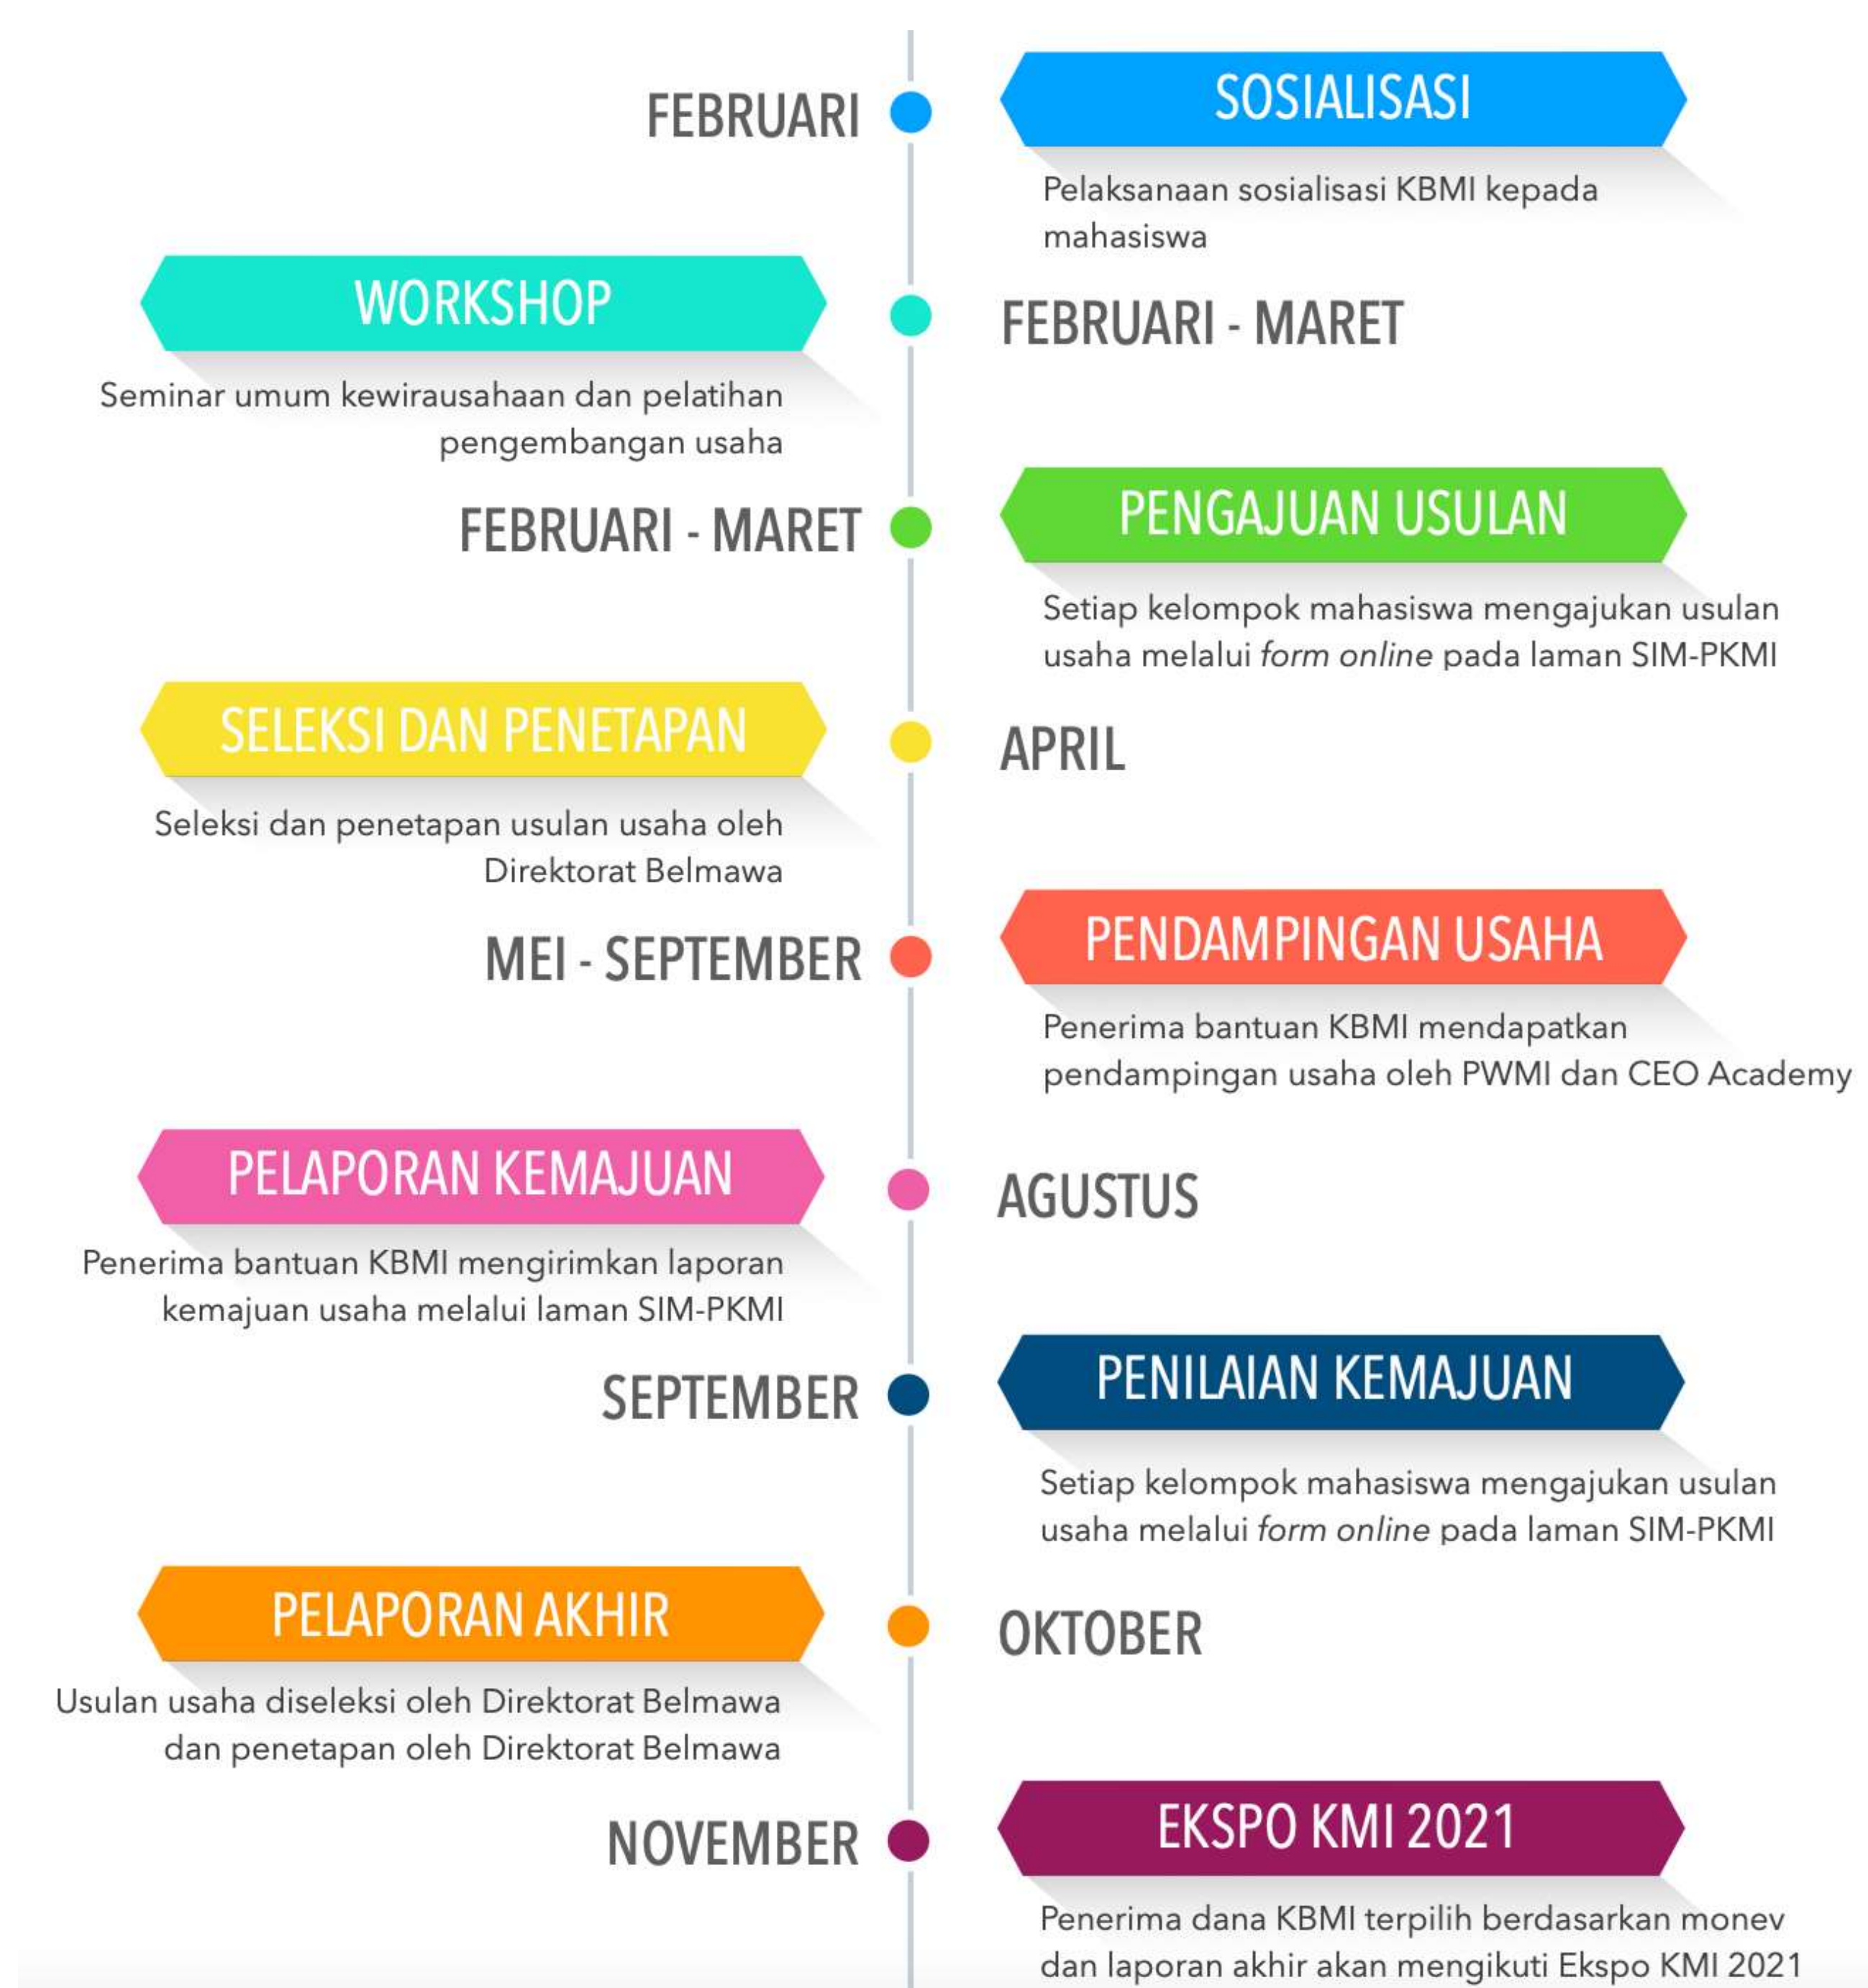 FEBRUARI
SOSIALISASI
Pelaksanaan sosialisasi KBMI kepada
mahasiswa
WORKSHOP
FEBRUARI - MARET
Seminar umum kewirausahaan dan pelatihan
pengembangan usaha
FEBRUARI - MARET
PENGAJUAN USULAN
Setiap kelompok mahasiswa mengajukan usulan
usaha melalui form online pada laman SIM-PKMI
SELEKSI DAN PENETAPAN
APRIL
Seleksi dan penetapan usulan usaha oleh
Direktorat Belmawa
MEI - SEPTEMBER
PENDAMPINGAN USAHA
Penerima bantuan KBMI mendapatkan
pendampingan usaha oleh PWMI dan CEO Academy
PELAPORAN KEMAJUAN
AGUSTUS
Penerima bantuan KBMI mengirimkan laporan
kemajuan usaha melalui laman SIM-PKMI
SEPTEMBER
PENILAIAN KEMAJUAN
Setiap kelompok mahasiswa mengajukan usulan
usaha melalui form online pada laman SIM-PKMI
PELAPORAN AKHIR
OKTOBER
Usulan usaha diseleksi oleh Direktorat Belmawa
dan penetapan oleh Direktorat Belmawa
NOVEMBER
EKSPO KMI 2021
Penerima dana KBMI terpilih berdasarkan monev
dan laporan akhir akan mengikuti Ekspo KMI 2021